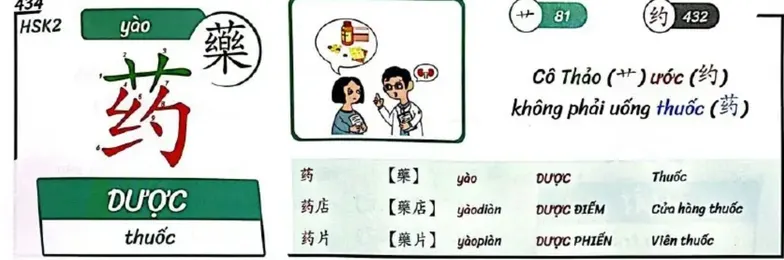 434
HSK2
yào
藥
药
DƯỢC
thuốc
艹 81
约 432
Cô Thảo (艹) ước (约)
không phải uống thuốc (药)
药 【藥】 yào DƯỢC Thuốc
药店 【藥店】 yàodiàn DƯỢC ĐIẾM Cửa hàng thuốc
药片 【藥片】 yàopiàn DƯỢC PHIẾN Viên thuốc